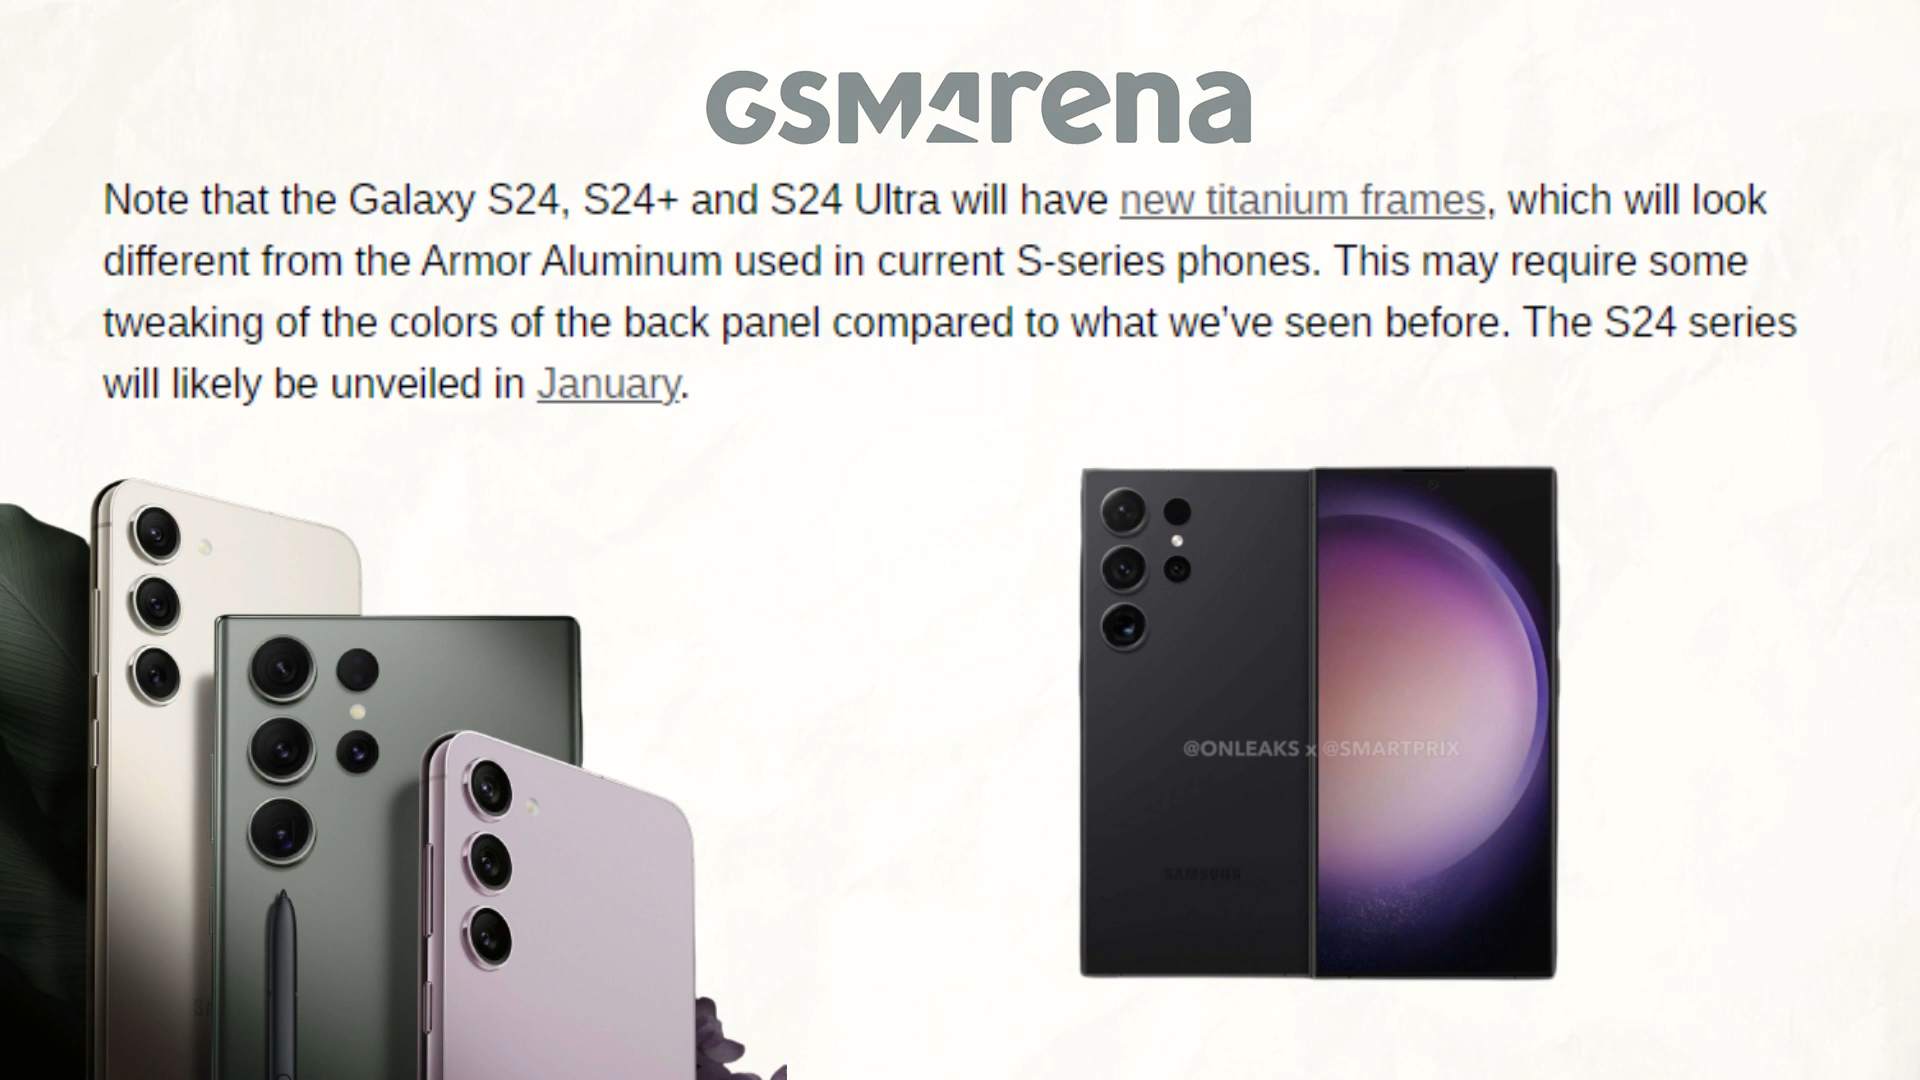 GSMArena
Note that the Galaxy S24, S24+ and S24 Ultra will have new titanium frames, which will look
different from the Armor Aluminum used in current S-series phones. This may require some
tweaking of the colors of the back panel compared to what we’ve seen before. The S24 series
will likely be unveiled in January.
@ONLEAKS x @SMARTPRIX
SAMSUNG